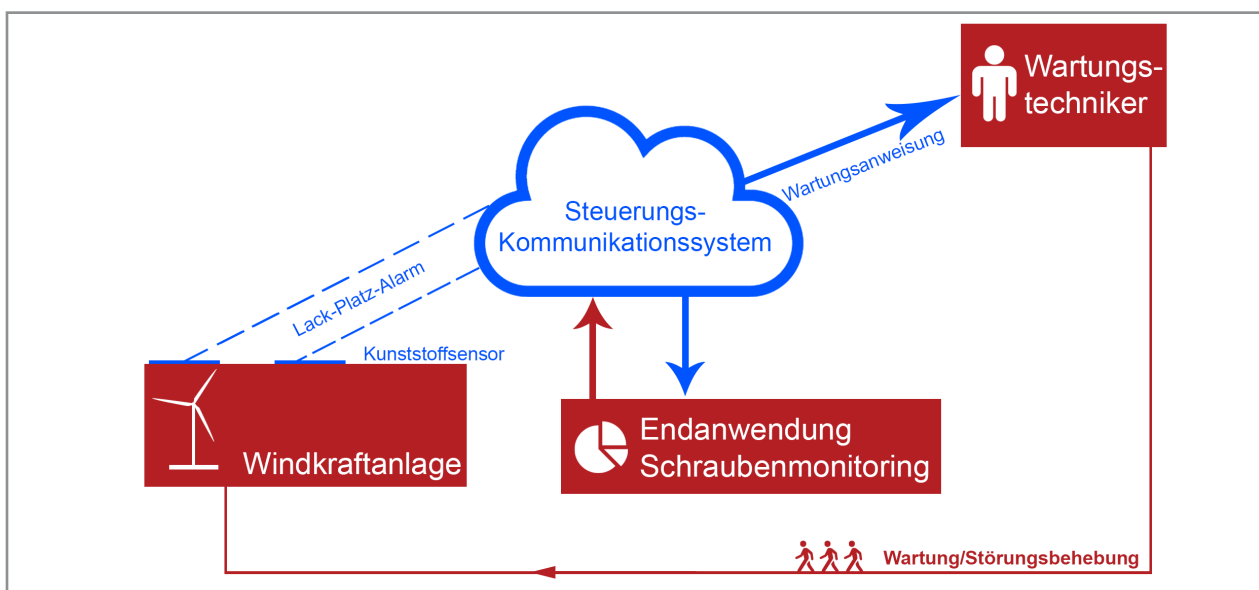 Wartungs-
techniker
Wartungsanweisung
Steuerungs-
Kommunikationssystem
Lack-Platz-Alarm
Kunststoffsensor
Windkraftanlage
Endanwendung
Schraubenmonitoring
Wartung/Störungsbehebung